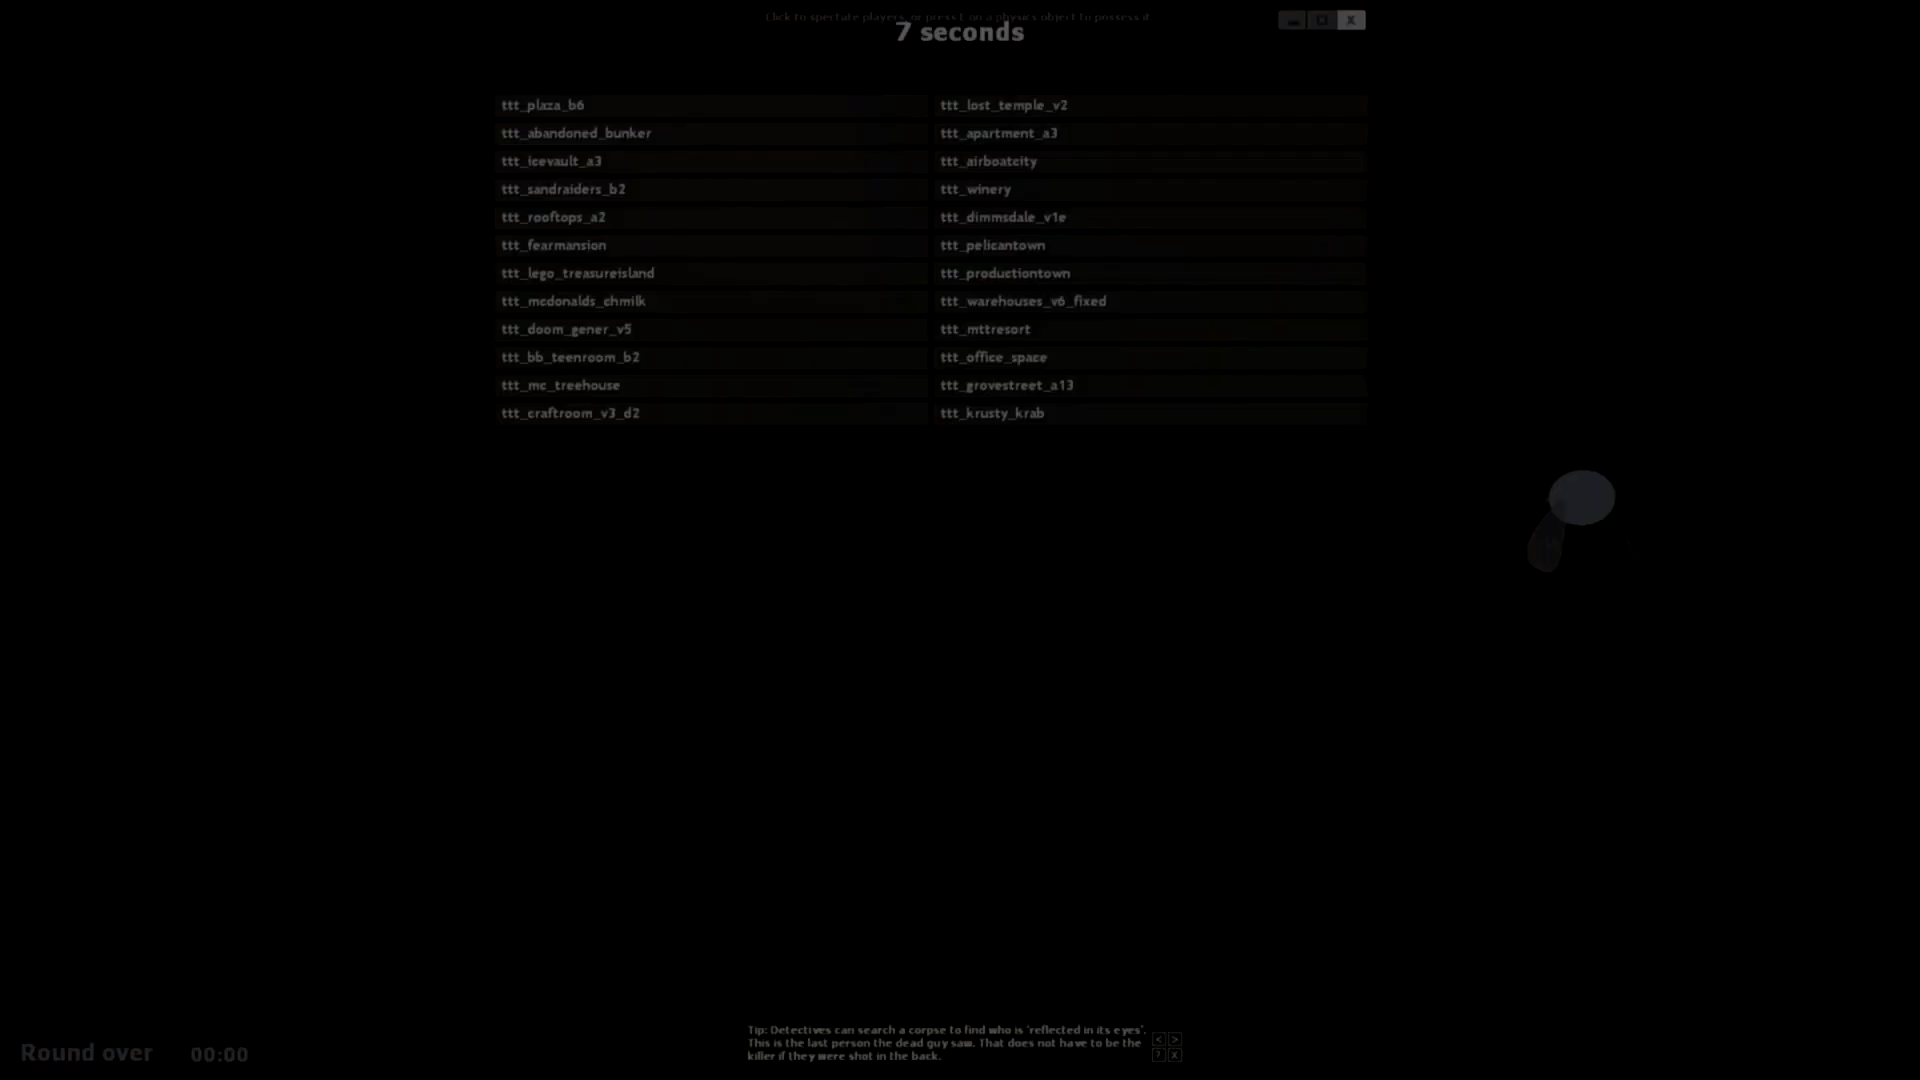 Click to spectate players, or press E on a physics object to possess it.
7 seconds
X
ttt_plaza_b6
ttt_abandoned_bunker
ttt_icevault_a3
ttt_sandraiders_b2
ttt_rooftops_a2
ttt_fearmansion
ttt_lego_treasureisland
ttt_mcdonalds_chmilk
ttt_doom_gener_v5
ttt_bb_teenroom_b2
ttt_mc_treehouse
ttt_craftroom_v3_d2
ttt_lost_temple_v2
ttt_apartment_a3
ttt_airboatcity
ttt_winery
ttt_dimmsdale_v1e
ttt_pelicantown
ttt_productiontown
ttt_warehouses_v6_fixed
ttt_mttresort
ttt_office_space
ttt_grovestreet_a13
ttt_krusty_krab
Tip: Detectives can search a corpse to find who is 'reflected in its eyes'.
This is the last person the dead guy saw. That does not have to be the
killer if they were shot in the back.
< >
? X
Round over 00:00